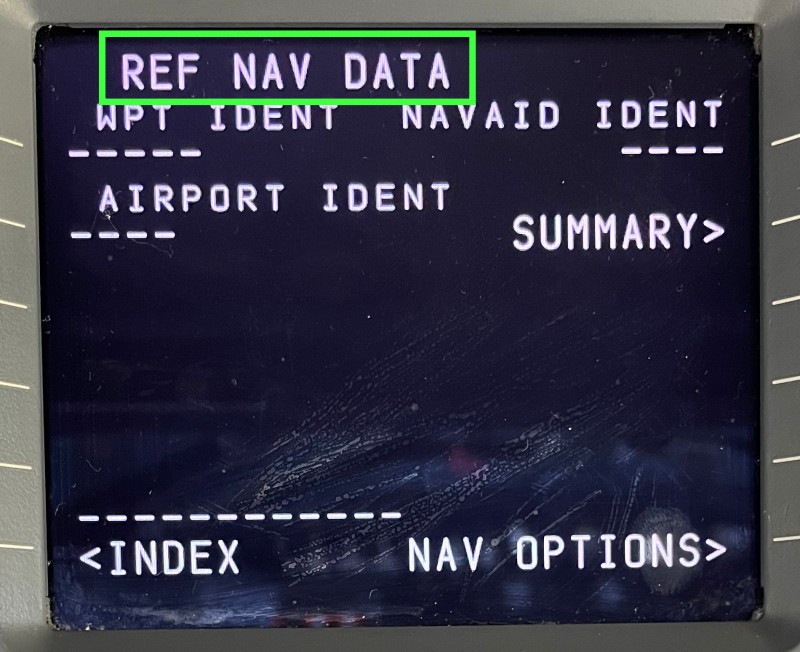 REF NAV DATA
WPT IDENT NAVAID IDENT
----- ----
AIRPORT IDENT
----
SUMMARY>
------------
<INDEX NAV OPTIONS>